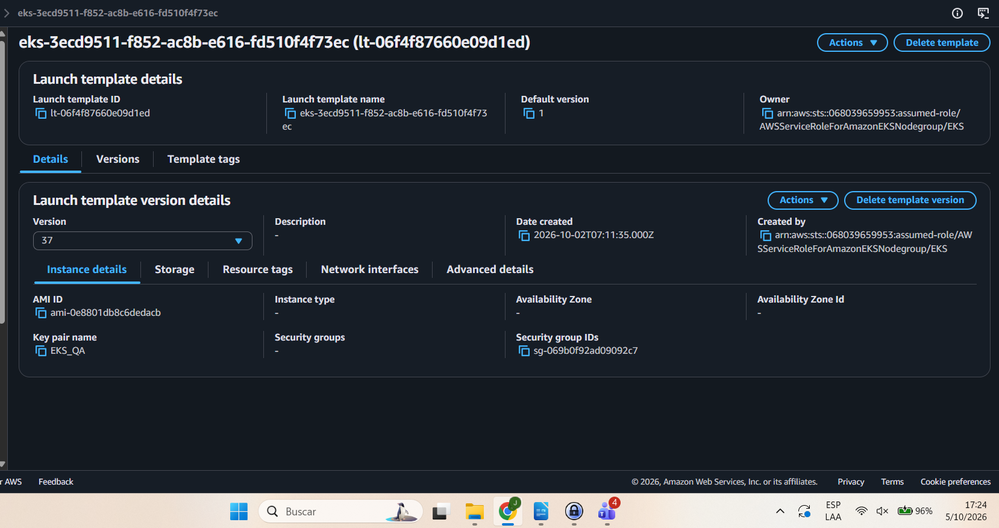 eks-3ecd9511-f852-ac8b-e616-fd510f4f73ec
eks-3ecd9511-f852-ac8b-e616-fd510f4f73ec (lt-06f4f87660e09d1ed)
Actions
Delete template
Launch template details
Launch template ID
lt-06f4f87660e09d1ed
Launch template name
eks-3ecd9511-f852-ac8b-e616-fd510f4f73
ec
Default version
1
Owner
arn:aws:sts::068039659953:assumed-role/
AWSServiceRoleForAmazonEKSNodegroup/EKS
Details
Versions
Template tags
Launch template version details
Actions
Delete template version
Version
37
Description
-
Date created
2026-10-02T07:11:35.000Z
Created by
arn:aws:sts::068039659953:assumed-role/AW
SServiceRoleForAmazonEKSNodegroup/EKS
Instance details
Storage
Resource tags
Network interfaces
Advanced details
AMI ID
ami-0e8801db8c6dedacb
Instance type
-
Availability Zone
-
Availability Zone Id
-
Key pair name
EKS_QA
Security groups
-
Security group IDs
sg-069b0f92ad09092c7
r AWS
Feedback
© 2026, Amazon Web Services, Inc. or its affiliates.
Privacy
Terms
Cookie preferences
Buscar
J
T
4
ESP
LAA
96%
17:24
5/10/2026